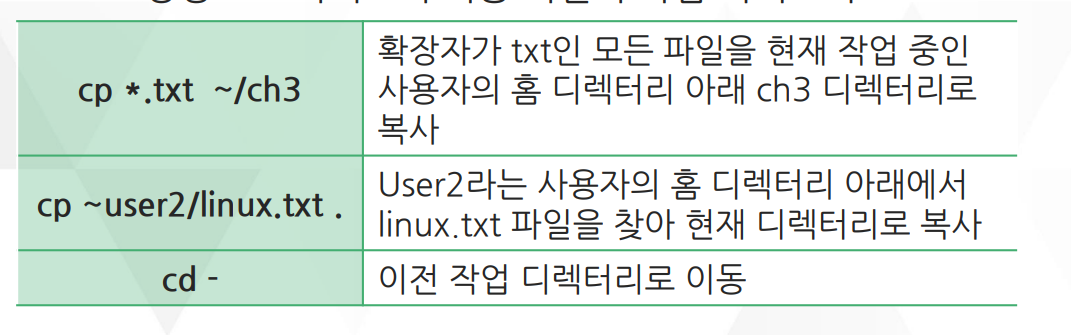 cp *.txt ~/ch3
확장자가 txt인 모든 파일을 현재 작업 중인
사용자의 홈 디렉터리 아래 ch3 디렉터리로
복사
cp ~user2/linux.txt .
User2라는 사용자의 홈 디렉터리 아래에서
linux.txt 파일을 찾아 현재 디렉터리로 복사
cd -
이전 작업 디렉터리로 이동